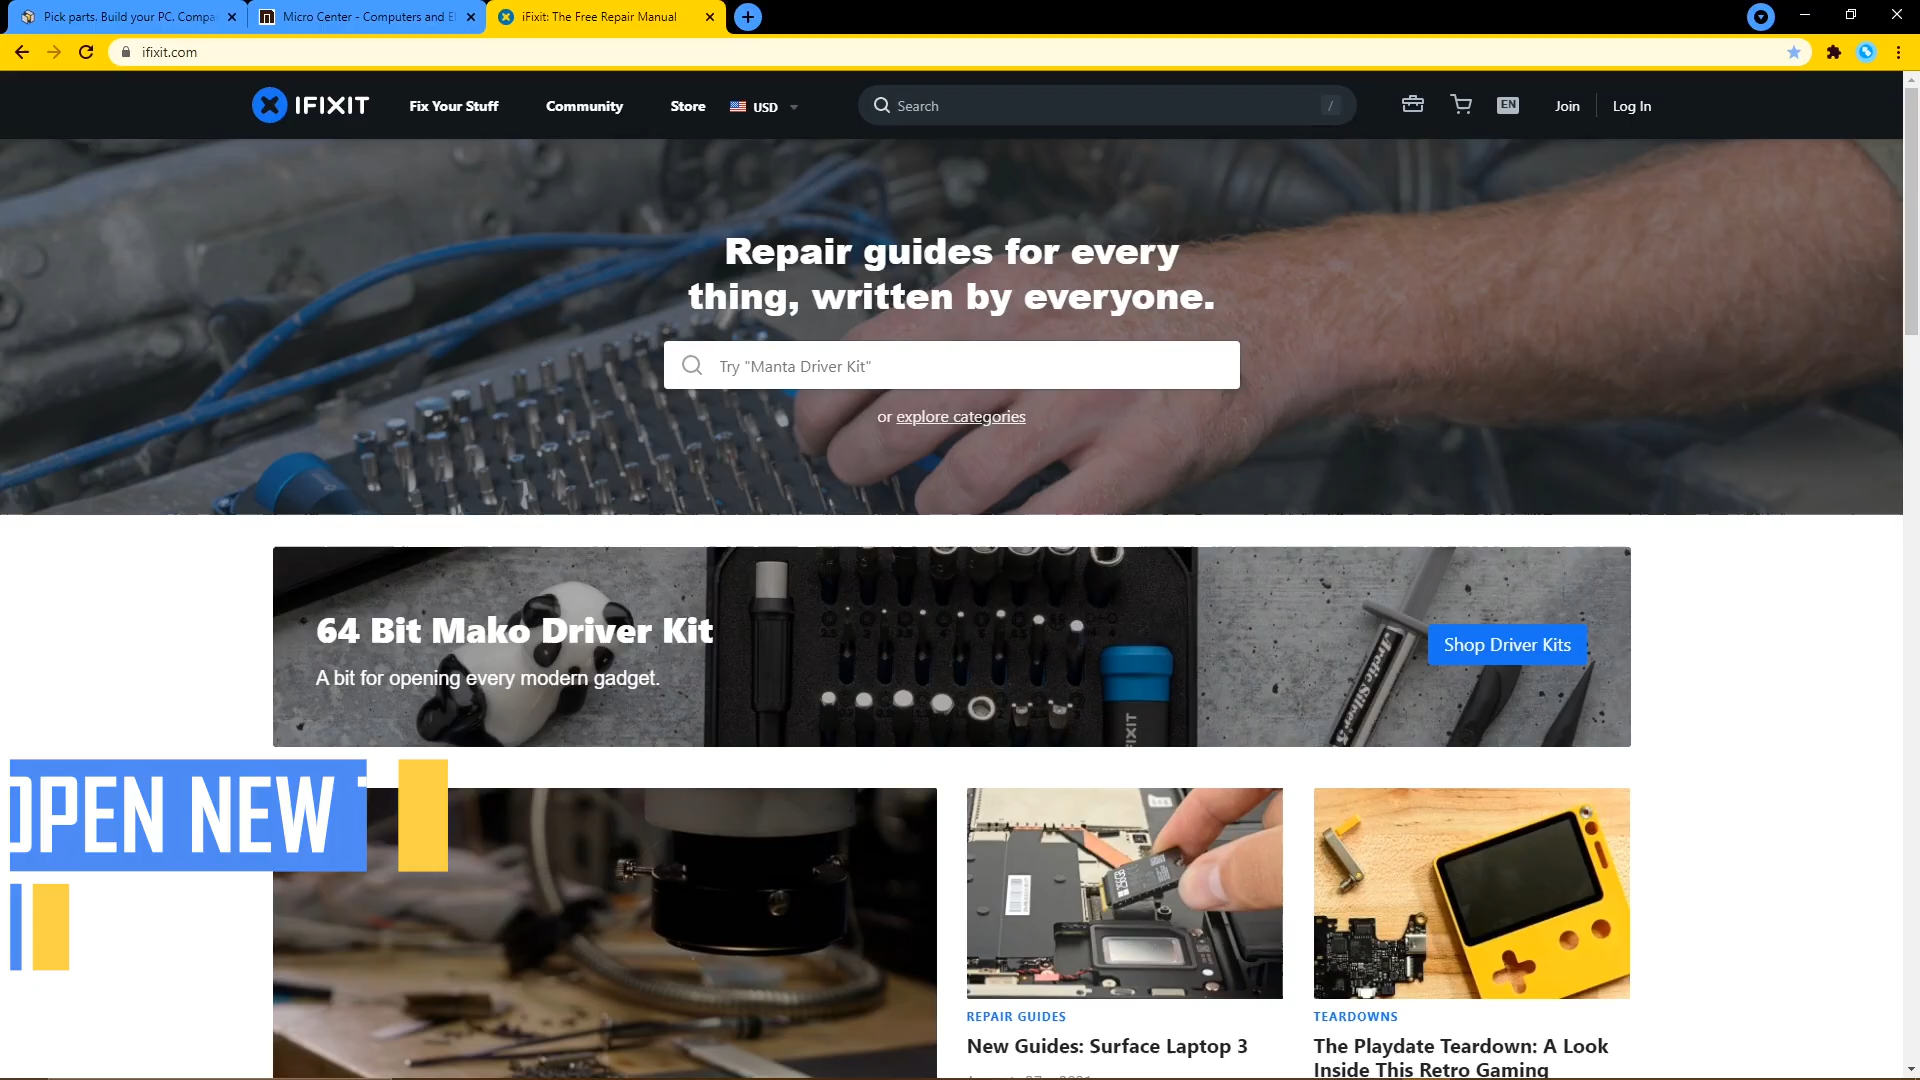 Pick parts. Build your PC. Compa
Micro Center - Computers and El
iFixit: The Free Repair Manual
ifixit.com
IFIXIT
Fix Your Stuff
Community
Store
USD
Search
/
EN
Join
Log In
Repair guides for every
thing, written by everyone.
Try "Manta Driver Kit"
or explore categories
64 Bit Mako Driver Kit
A bit for opening every modern gadget.
Arctic Silver
FIXIT
Shop Driver Kits
OPEN NEW
REPAIR GUIDES
New Guides: Surface Laptop 3
TEARDOWNS
The Playdate Teardown: A Look
Inside This Retro Gaming